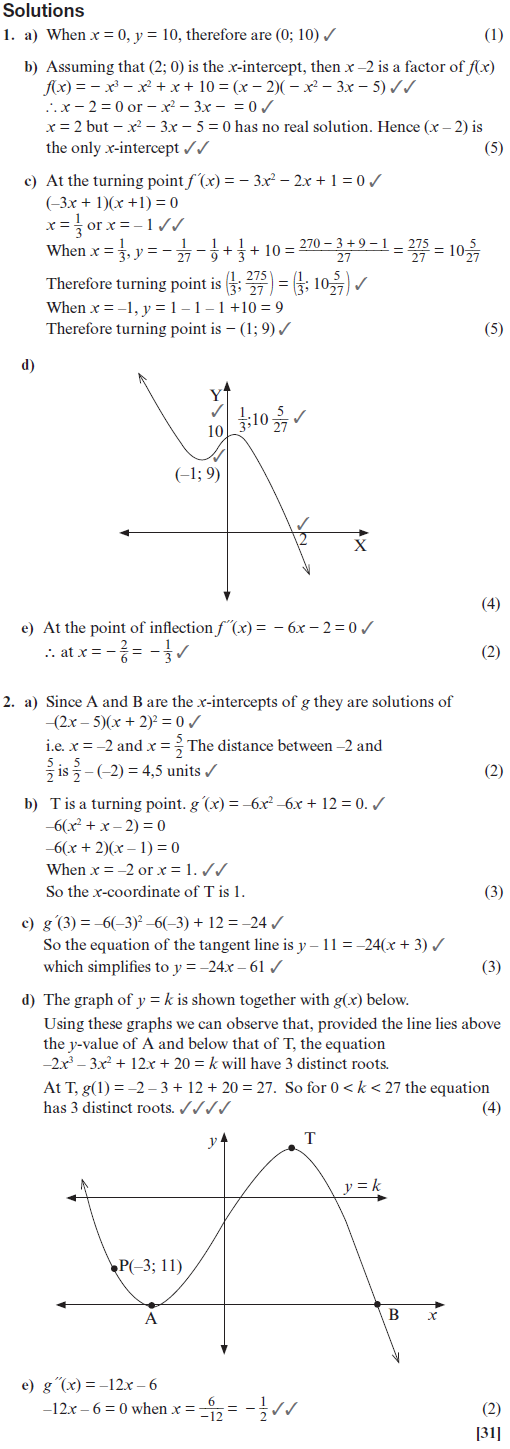 Solutions
1. a) When x = 0, y = 10, therefore are (0; 10) ✓ (1)
b) Assuming that (2; 0) is the x-intercept, then x –2 is a factor of f(x)
f(x) = – x³ – x² + x + 10 = (x – 2)( – x² – 3x – 5) ✓✓
∴ x – 2 = 0 or – x² – 3x – = 0 ✓
x = 2 but – x² – 3x – 5 = 0 has no real solution. Hence (x – 2) is
the only x-intercept ✓✓ (5)
c) At the turning point f ′(x) = – 3x² – 2x + 1 = 0 ✓
(–3x + 1)(x +1) = 0
x = 1/3 or x = – 1 ✓✓
When x = 1/3, y = – 1/27 – 1/9 + 1/3 + 10 = (270 – 3 + 9 – 1)/27 = 275/27 = 10 5/27
Therefore turning point is (1/3; 275/27) = (1/3; 10 5/27) ✓
When x = –1, y = 1 – 1 – 1 +10 = 9
Therefore turning point is – (1; 9) ✓ (5)
d)
Y
✓
1/3;10 5/27 ✓
10
✓
(–1; 9)
✓
2
X
(4)
e) At the point of inflection f ″(x) = – 6x – 2 = 0 ✓
∴ at x = – 2/6 = – 1/3 ✓ (2)
2. a) Since A and B are the x-intercepts of g they are solutions of
–(2x – 5)(x + 2)² = 0 ✓
i.e. x = –2 and x = 5/2 The distance between –2 and
5/2 is 5/2 – (–2) = 4,5 units ✓ (2)
b) T is a turning point. g ′(x) = –6x² –6x + 12 = 0. ✓
–6(x² + x – 2) = 0
–6(x + 2)(x – 1) = 0
When x = –2 or x = 1. ✓✓
So the x-coordinate of T is 1. (3)
c) g ′(3) = –6(–3)² –6(–3) + 12 = –24 ✓
So the equation of the tangent line is y – 11 = –24(x + 3) ✓
which simplifies to y = –24x – 61 ✓ (3)
d) The graph of y = k is shown together with g(x) below.
Using these graphs we can observe that, provided the line lies above
the y-value of A and below that of T, the equation
–2x³ – 3x² + 12x + 20 = k will have 3 distinct roots.
At T, g(1) = –2 – 3 + 12 + 20 = 27. So for 0 < k < 27 the equation
has 3 distinct roots. ✓✓✓✓ (4)
y
T
y = k
P(–3; 11)
A
B
x
e) g ″(x) = –12x – 6
–12x – 6 = 0 when x = 6/–12 = – 1/2 ✓✓ (2)
[31]